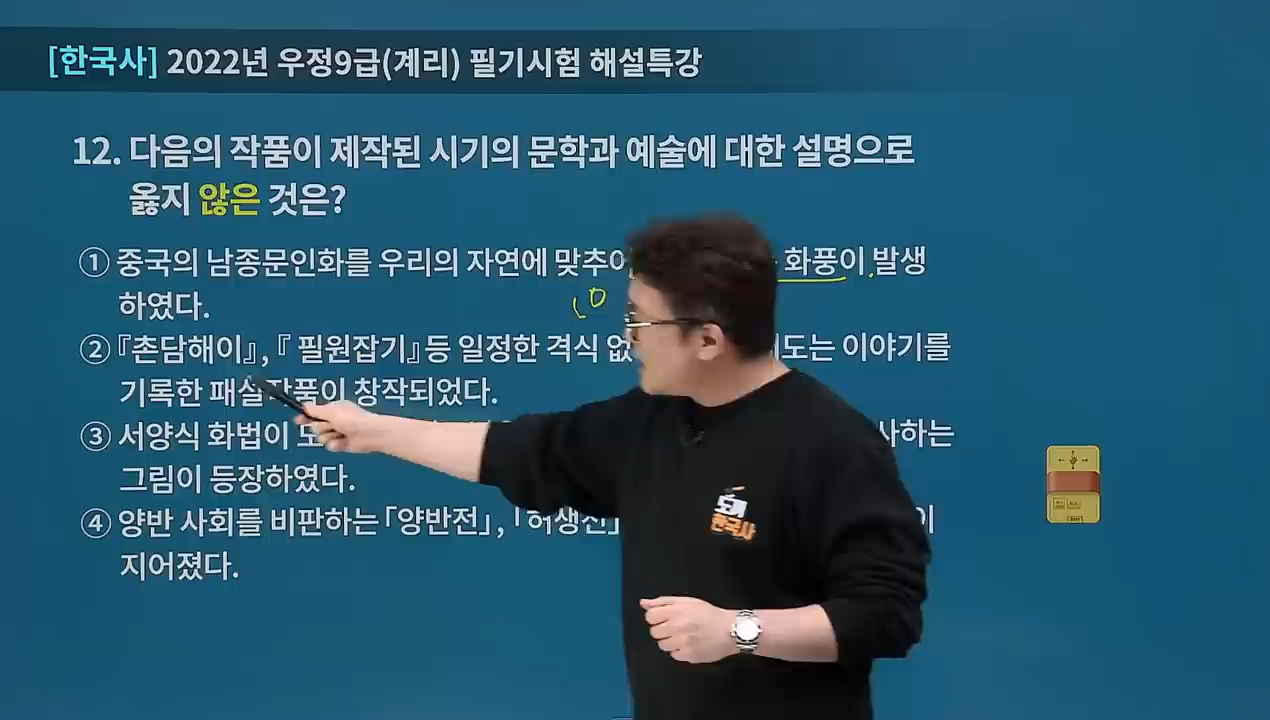 [한국사] 2022년 우정9급(계리) 필기시험 해설특강
12. 다음의 작품이 제작된 시기의 문학과 예술에 대한 설명으로
옳지 않은 것은?
① 중국의 남종문인화를 우리의 자연에 맞추어 화풍이 발생
하였다.
② 『촌담해이』, 『필원잡기』 등 일정한 격식 이야기를
기록한 패설작품이 창작되었다.
③ 서양식 화법이
그림이 등장하였다.
④ 양반 사회를 비판하는 「양반전」, 「허생전」
지어졌다.
한국사